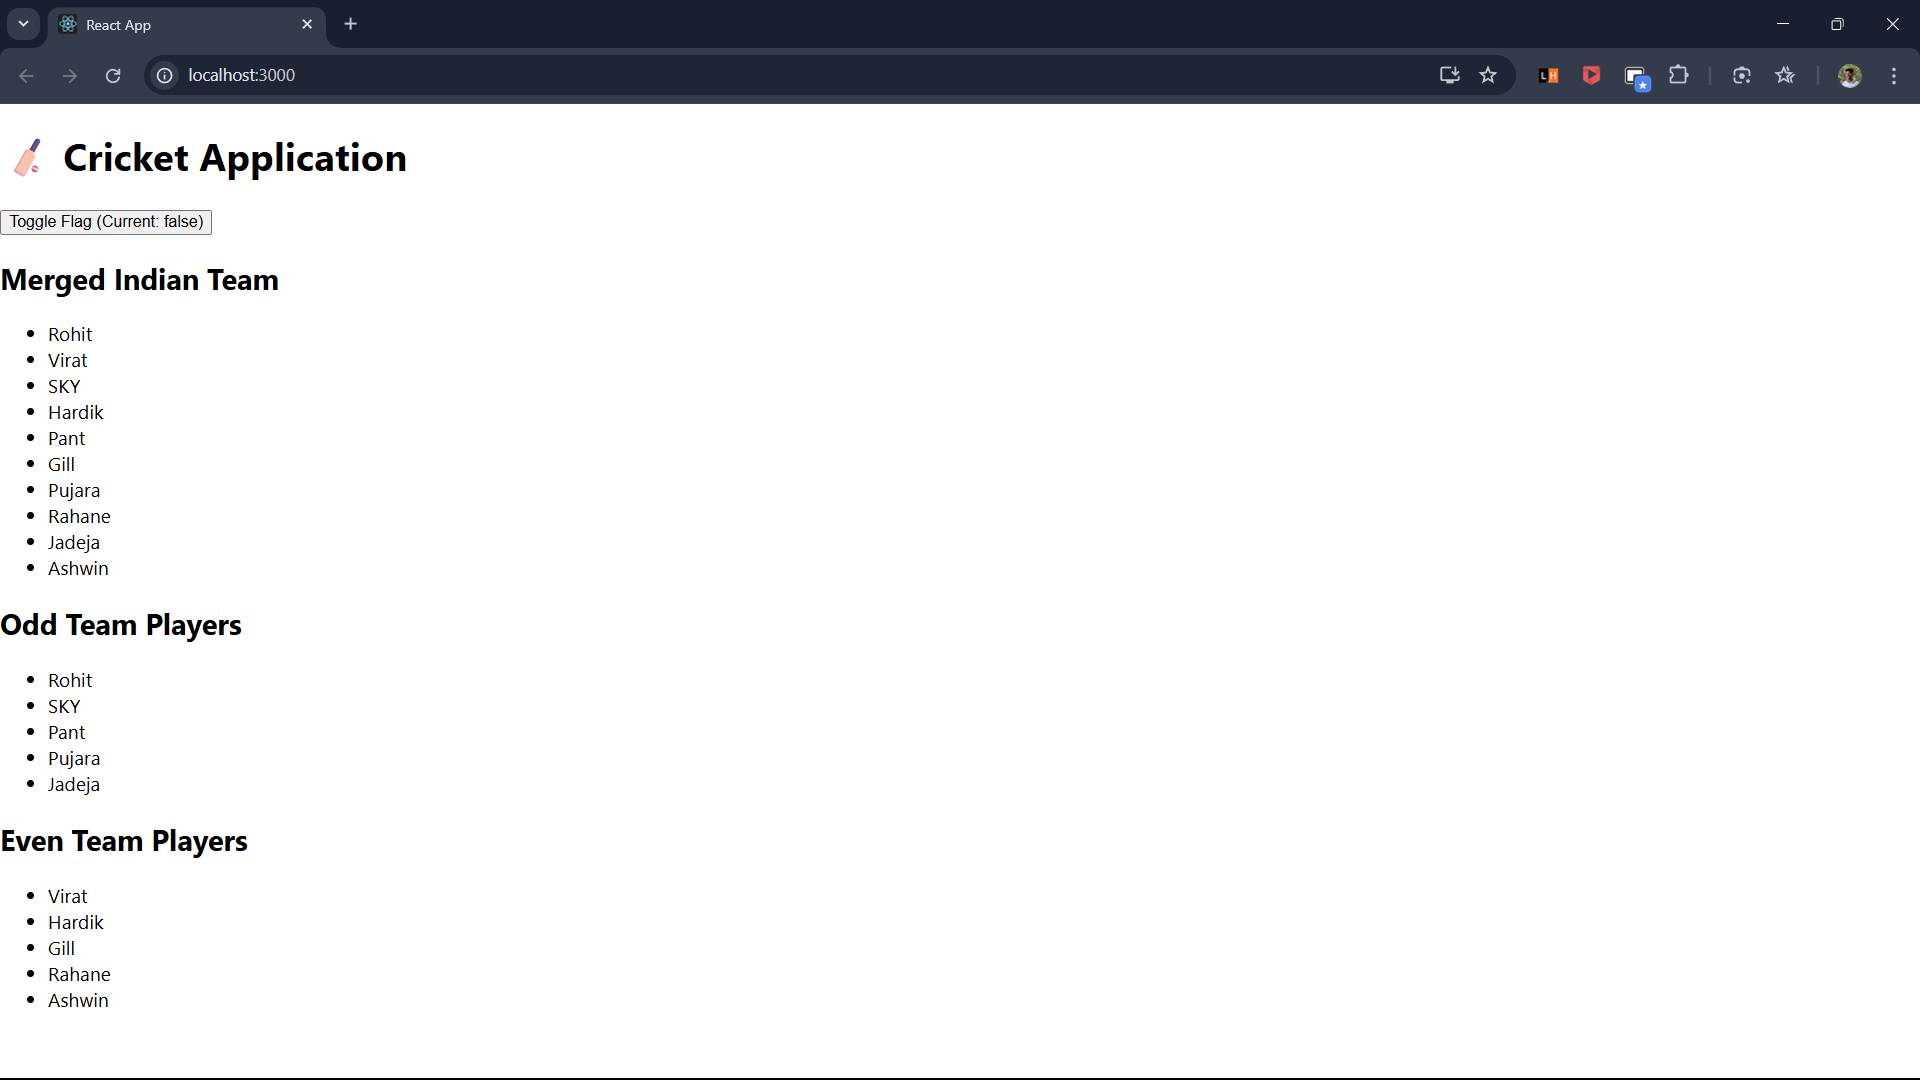 React App
localhost:3000
Cricket Application
Toggle Flag (Current: false)
Merged Indian Team
Rohit
Virat
SKY
Hardik
Pant
Gill
Pujara
Rahane
Jadeja
Ashwin
Odd Team Players
Rohit
SKY
Pant
Pujara
Jadeja
Even Team Players
Virat
Hardik
Gill
Rahane
Ashwin